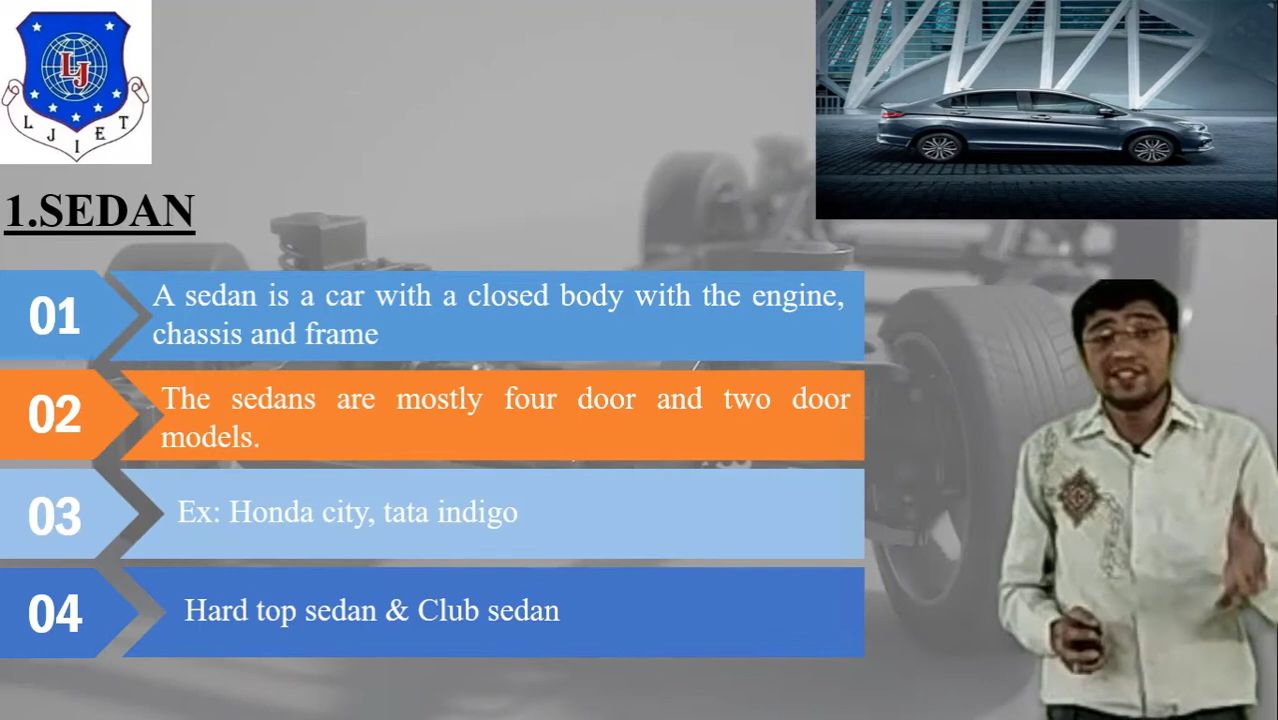 LJ
LJIET
1.SEDAN
01
A sedan is a car with a closed body with the engine,
chassis and frame
02
The sedans are mostly four door and two door
models.
03
Ex: Honda city, tata indigo
04
Hard top sedan & Club sedan